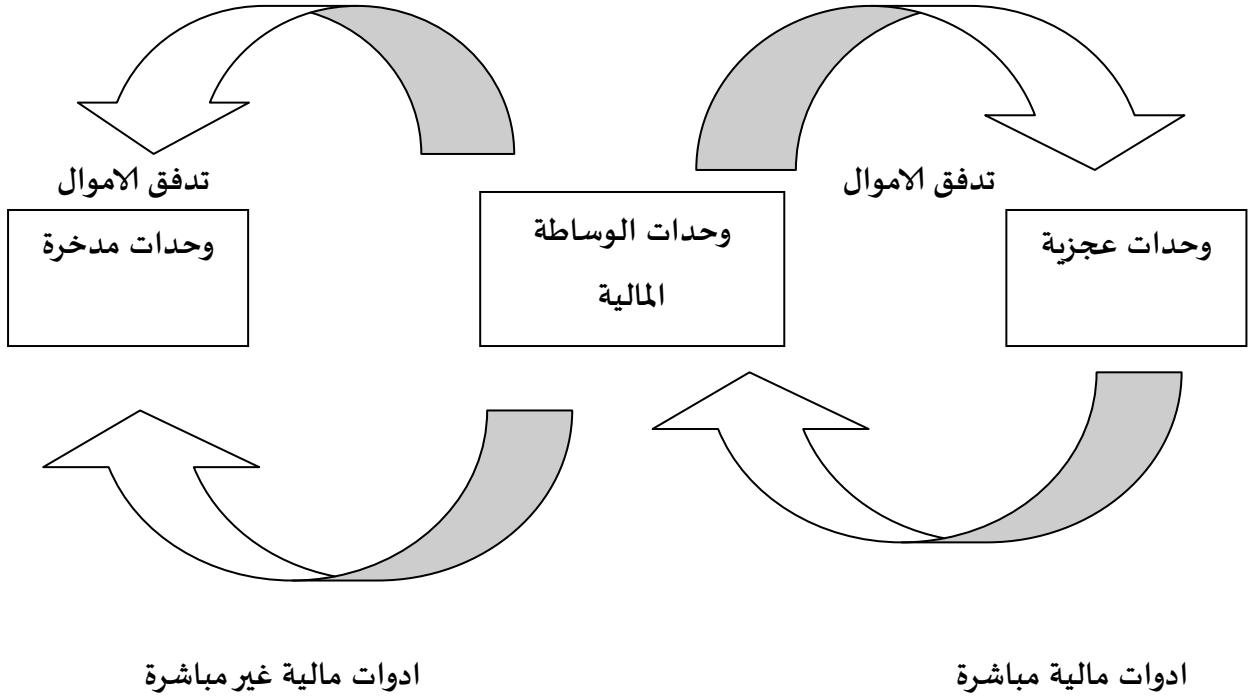 تدفق الاموال
تدفق الاموال
وحدات عجزية
وحدات الوساطة
المالية
وحدات مدخرة
ادوات مالية مباشرة
ادوات مالية غير مباشرة